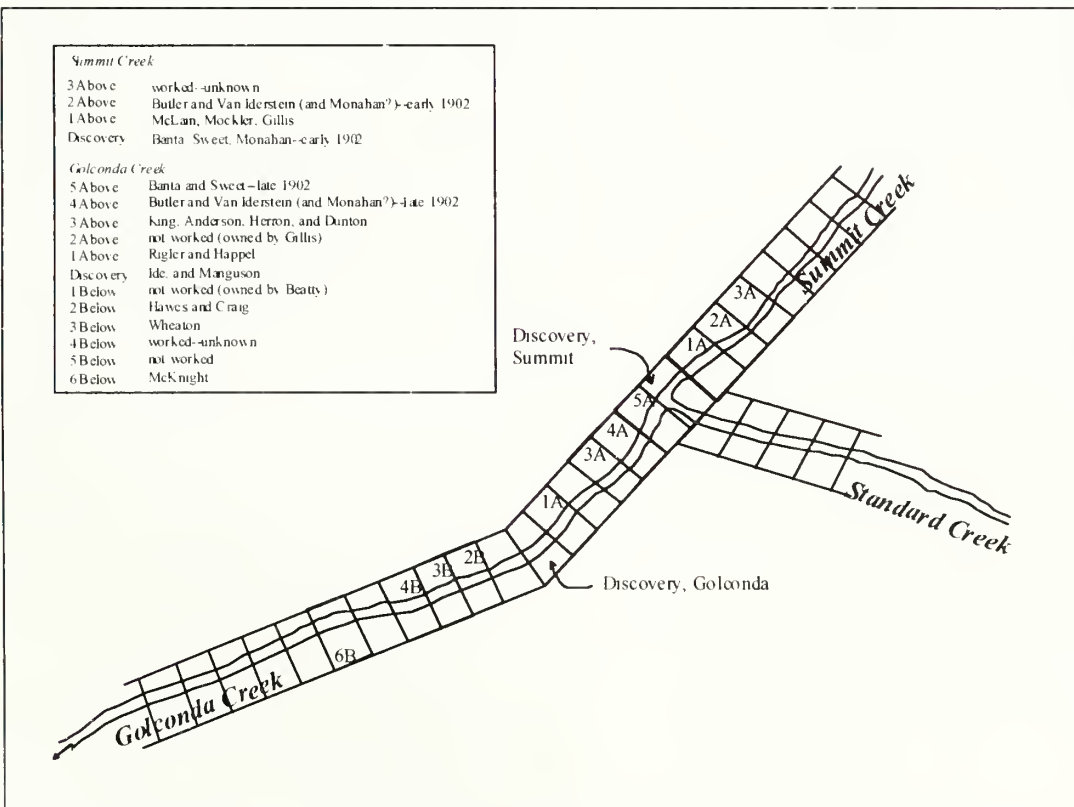 Summit Creek
3 Above worked--unknown
2 Above Butler and Van Iderstein (and Monahan?)--early 1902
1 Above McLain, Mockler, Gillis
Discovery Banta Sweet, Monahan--early 1902
Golconda Creek
5 Above Banta and Sweet--late 1902
4 Above Butler and Van Iderstein (and Monahan?)--late 1902
3 Above King, Anderson, Herron, and Dunton
2 Above not worked (owned by Gillis)
1 Above Rigler and Happel
Discovery Ide, and Manguson
1 Below not worked (owned by Beatty)
2 Below Hawes and Craig
3 Below Wheaton
4 Below worked--unknown
5 Below not worked
6 Below McKnight
Summit Creek
3A
2A
1A
Discovery,
Summit
5A
4A
3A
1A
Standard Creek
Discovery, Golconda
2B
3B
4B
6B
Golconda Creek